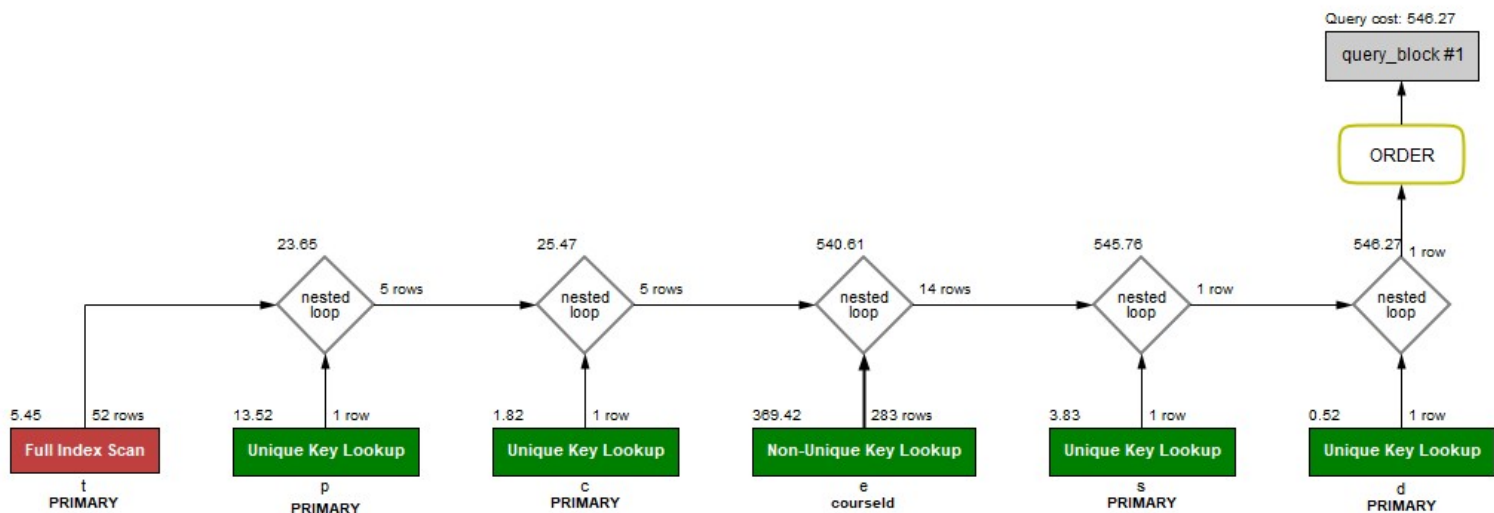 Query cost: 546.27
query_block #1
ORDER
23.65
25.47
540.61
545.76
546.27
1 row
nested
loop
5 rows
nested
loop
5 rows
nested
loop
14 rows
nested
loop
1 row
nested
loop
5.45
52 rows
13.52
1 row
1.82
1 row
369.42
283 rows
3.83
1 row
0.52
1 row
Full Index Scan
Unique Key Lookup
Unique Key Lookup
Non-Unique Key Lookup
Unique Key Lookup
Unique Key Lookup
t
p
c
e
s
d
PRIMARY
PRIMARY
PRIMARY
courseId
PRIMARY
PRIMARY